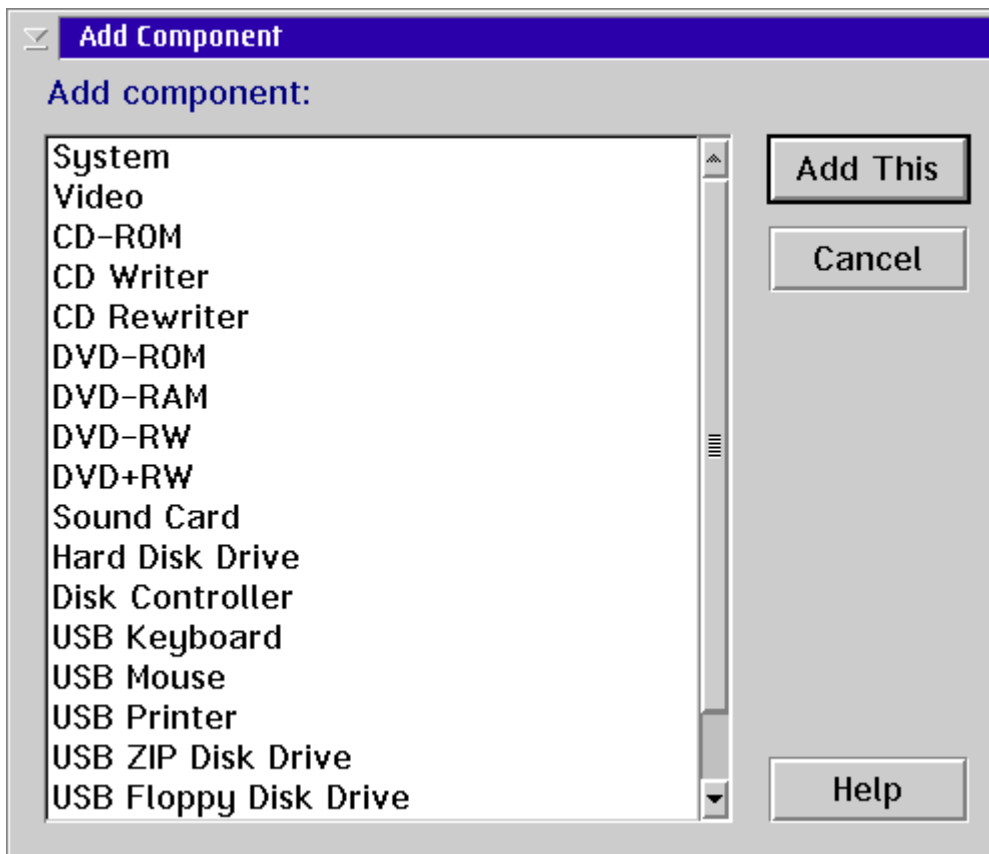 Add Component
Add component:
System
Video
CD-ROM
CD Writer
CD Rewriter
DVD-ROM
DVD-RAM
DVD-RW
DVD+RW
Sound Card
Hard Disk Drive
Disk Controller
USB Keyboard
USB Mouse
USB Printer
USB ZIP Disk Drive
USB Floppy Disk Drive
Add This
Cancel
Help